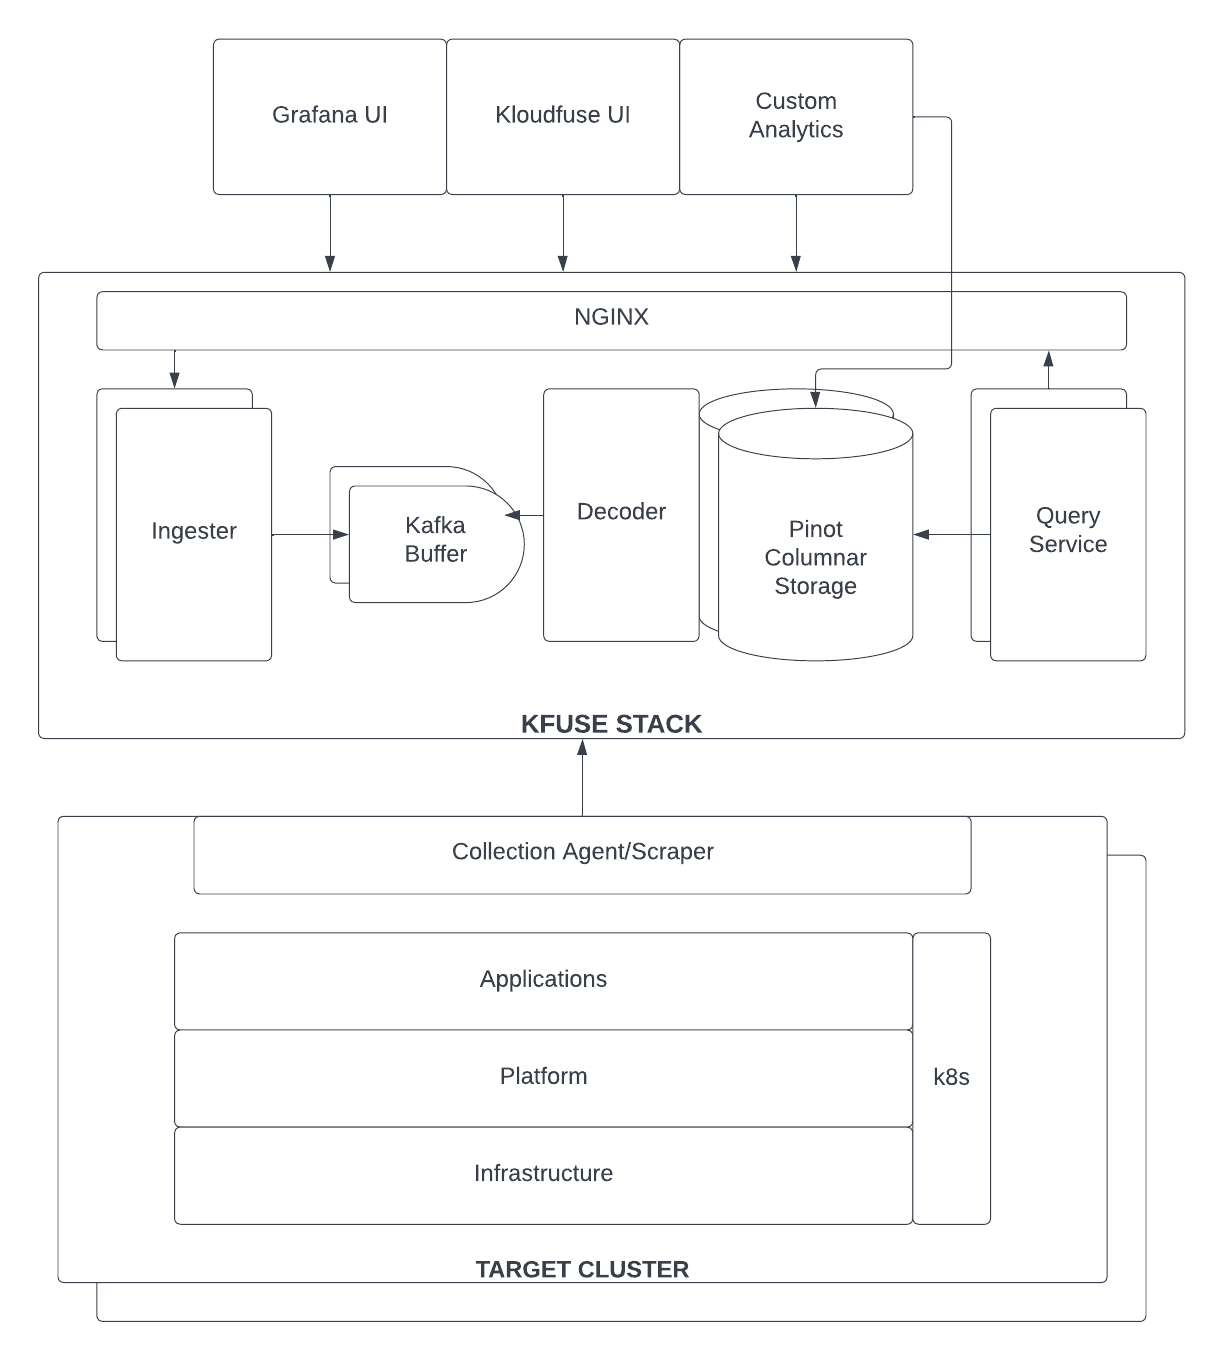 Grafana UI
Kloudfuse UI
Custom
Analytics
NGINX
Ingester
Kafka
Buffer
Decoder
Pinot
Columnar
Storage
Query
Service
KFUSE STACK
Collection Agent/Scraper
Applications
Platform
k8s
Infrastructure
TARGET CLUSTER